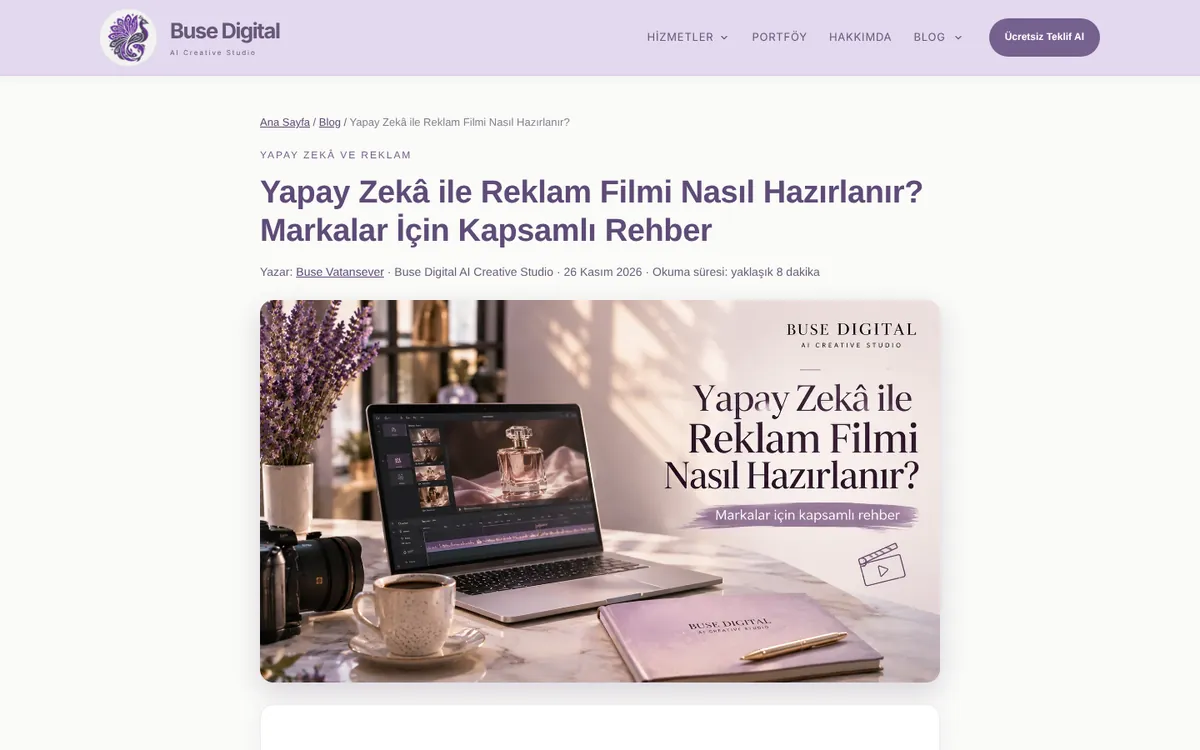 Buse Digital
AI Creative Studio
HİZMETLER
PORTFÖY
HAKKIMDA
BLOG
Ücretsiz Teklif Al
Ana Sayfa / Blog / Yapay Zekâ ile Reklam Filmi Nasıl Hazırlanır?
YAPAY ZEKÂ VE REKLAM
Yapay Zekâ ile Reklam Filmi Nasıl Hazırlanır?
Markalar İçin Kapsamlı Rehber
Yazar: Buse Vatansever · Buse Digital AI Creative Studio · 26 Kasım 2026 · Okuma süresi: yaklaşık 8 dakika
BUSE DIGITAL
AI CREATIVE STUDIO
Yapay Zekâ ile
Reklam Filmi
Nasıl Hazırlanır?
Markalar için kapsamlı rehber
BUSE DIGITAL
AI CREATIVE STUDIO